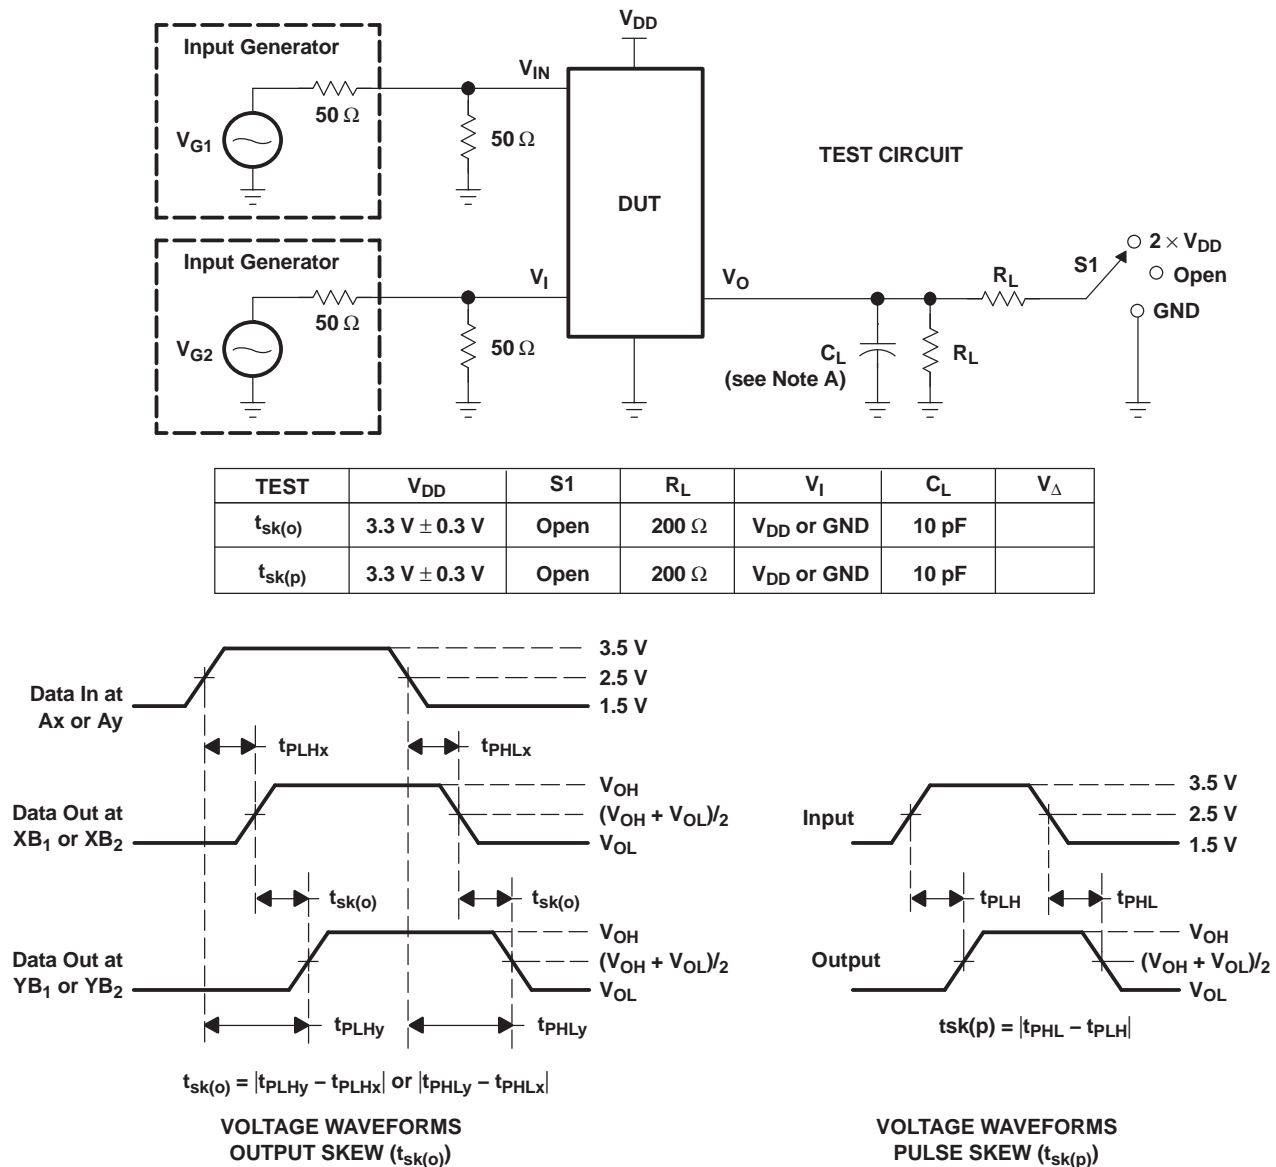 V_DD
Input Generator
V_IN
50 Ω
V_G1
50 Ω
TEST CIRCUIT
DUT
Input Generator
V_I
50 Ω
V_G2
50 Ω
V_O
R_L
S1
2 × V_DD
Open
GND
C_L
(see Note A)
R_L
TEST V_DD S1 R_L V_I C_L V_Δ
t_sk(o) 3.3 V ± 0.3 V Open 200 Ω V_DD or GND 10 pF
t_sk(p) 3.3 V ± 0.3 V Open 200 Ω V_DD or GND 10 pF
Data In at
Ax or Ay
3.5 V
2.5 V
1.5 V
t_PLHx
t_PHLx
Data Out at
XB_1 or XB_2
V_OH
(V_OH + V_OL)/2
V_OL
t_sk(o)
t_sk(o)
Data Out at
YB_1 or YB_2
V_OH
(V_OH + V_OL)/2
V_OL
t_PLHy
t_PHLy
t_sk(o) = |t_PLHy – t_PLHx| or |t_PHLy – t_PHLx|
VOLTAGE WAVEFORMS
OUTPUT SKEW (t_sk(o))
Input
3.5 V
2.5 V
1.5 V
t_PLH
t_PHL
Output
V_OH
(V_OH + V_OL)/2
V_OL
tsk(p) = |t_PHL – t_PLH|
VOLTAGE WAVEFORMS
PULSE SKEW (t_sk(p))